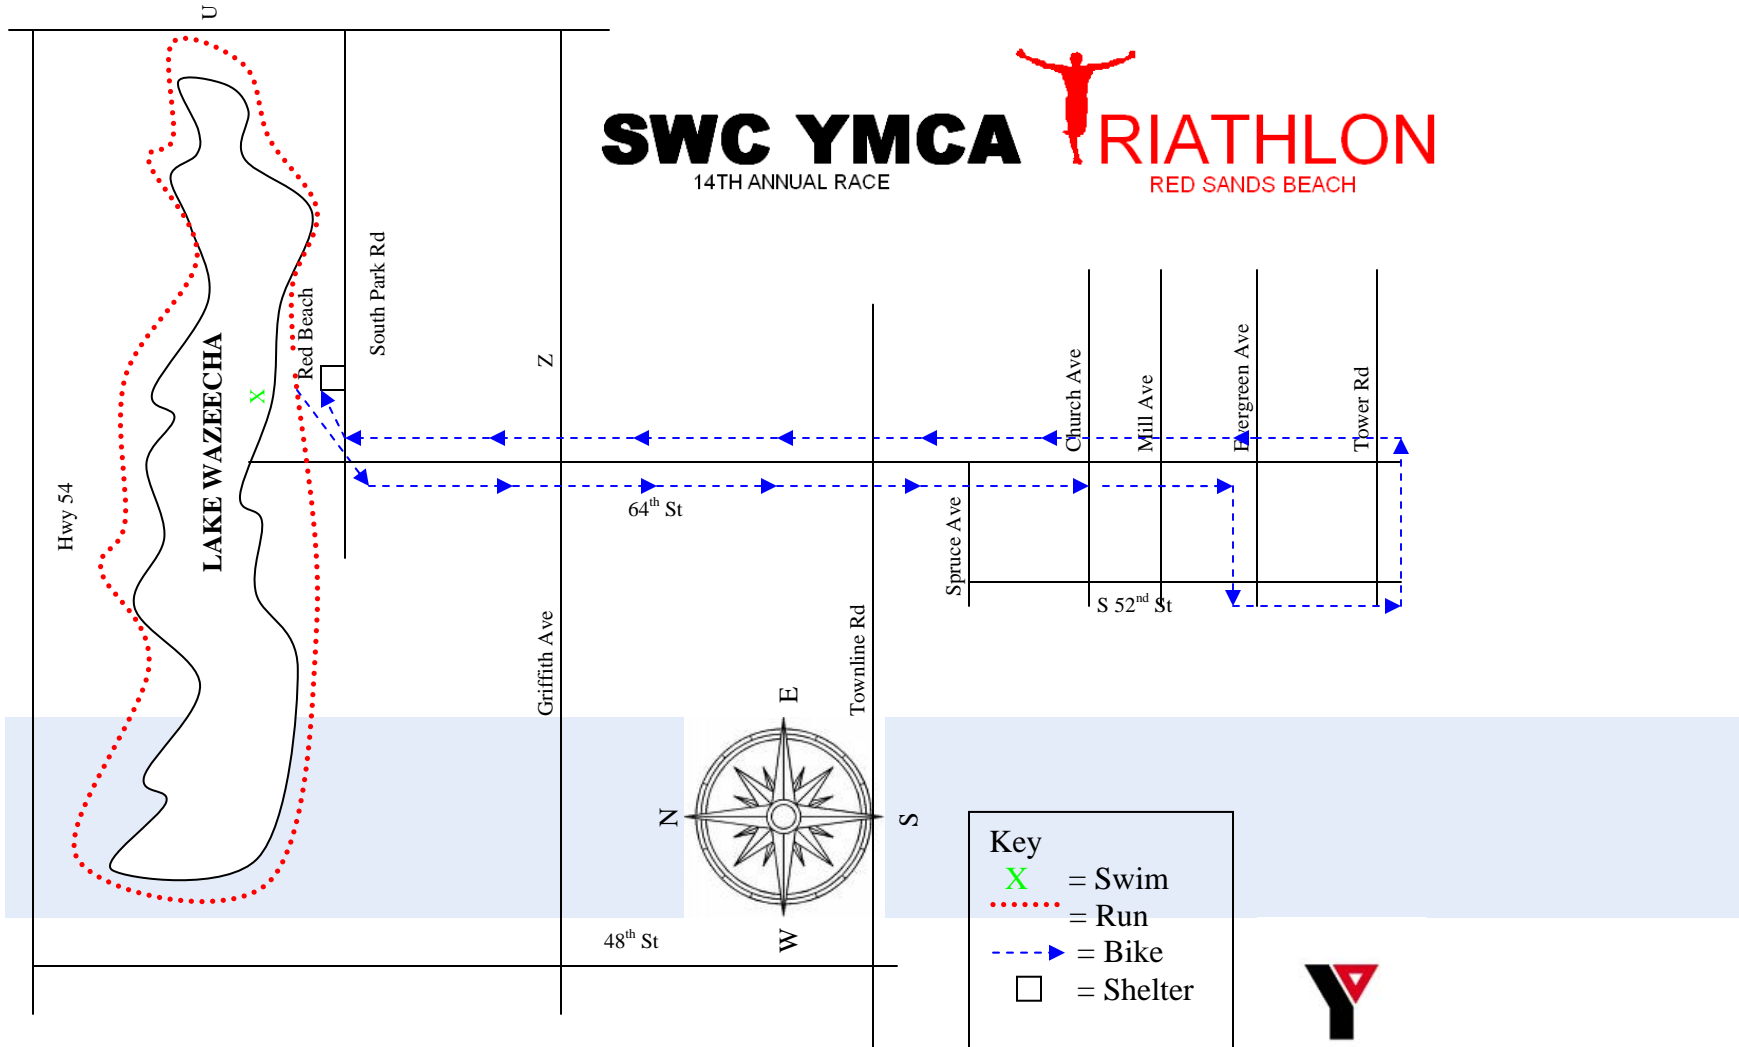 U
SWC YMCA TRIATHLON
14TH ANNUAL RACE
RED SANDS BEACH
South Park Rd
Red Beach
Z
LAKE WAZEECHA
Hwy 54
Church Ave
Mill Ave
Evergreen Ave
Tower Rd
64th St
Spruce Ave
S 52nd St
Griffith Ave
Townline Rd
E
N
S
W
48th St
Key
X = Swim
= Run
= Bike
= Shelter
X